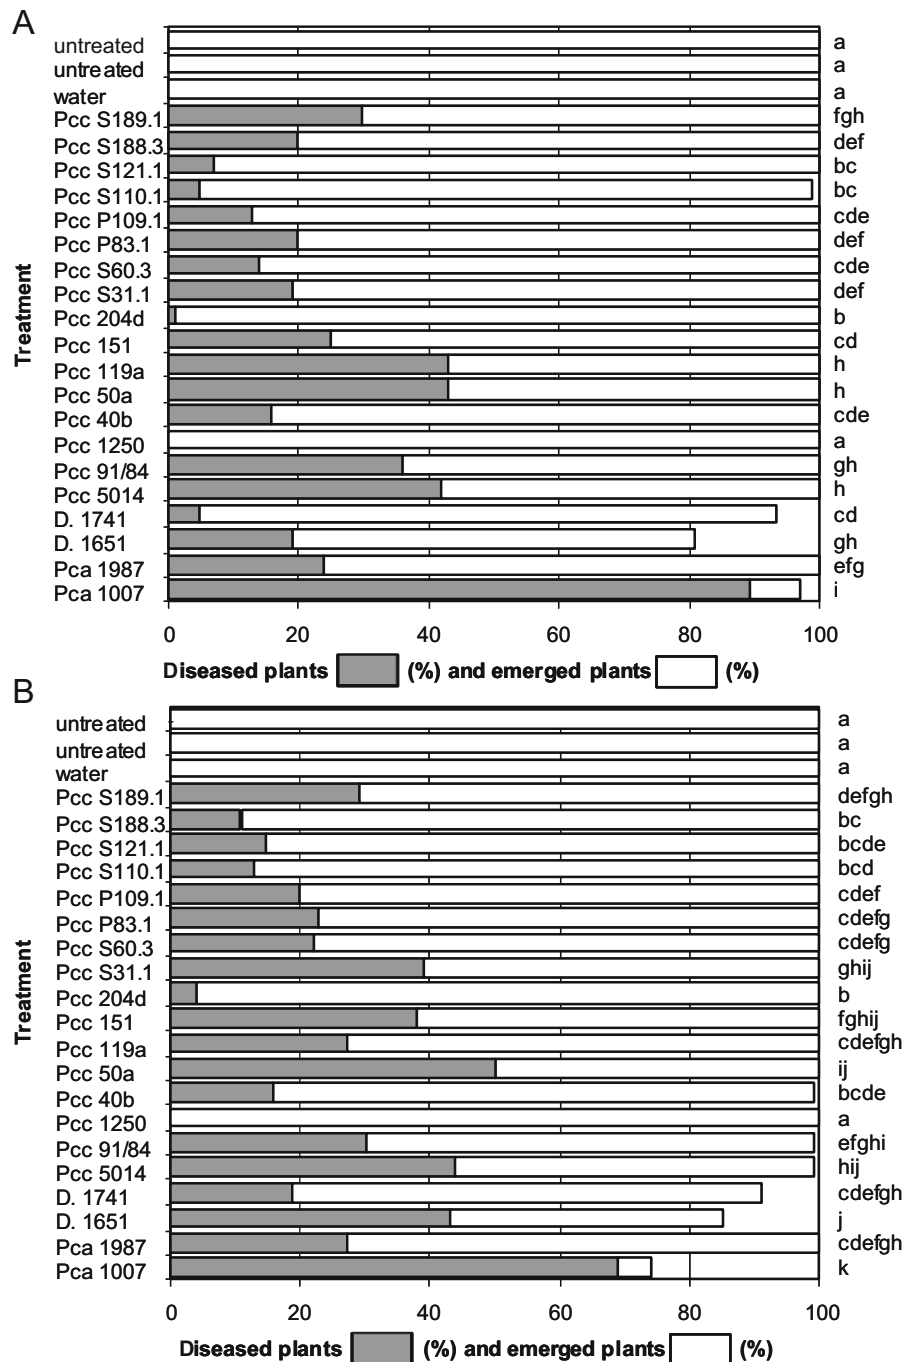 A
untreated a
untreated a
water a
Pcc S189.1 fgh
Pcc S188.3 def
Pcc S121.1 bc
Pcc S110.1 bc
Pcc P109.1 cde
Pcc P83.1 def
Pcc S60.3 cde
Pcc S31.1 def
Pcc 204d b
Pcc 151 cd
Pcc 119a h
Pcc 50a h
Pcc 40b cde
Pcc 1250 a
Pcc 91/84 gh
Pcc 5014 h
D. 1741 cd
D. 1651 gh
Pca 1987 efg
Pca 1007 i
Treatment
0 20 40 60 80 100
Diseased plants (%) and emerged plants (%)
B
untreated a
untreated a
water a
Pcc S189.1 defgh
Pcc S188.3 bc
Pcc S121.1 bcde
Pcc S110.1 bcd
Pcc P109.1 cdef
Pcc P83.1 cdefg
Pcc S60.3 cdefg
Pcc S31.1 ghij
Pcc 204d b
Pcc 151 fghij
Pcc 119a cdefgh
Pcc 50a ij
Pcc 40b bcde
Pcc 1250 a
Pcc 91/84 efghi
Pcc 5014 hij
D. 1741 cdefgh
D. 1651 j
Pca 1987 cdefgh
Pca 1007 k
Treatment
0 20 40 60 80 100
Diseased plants (%) and emerged plants (%)